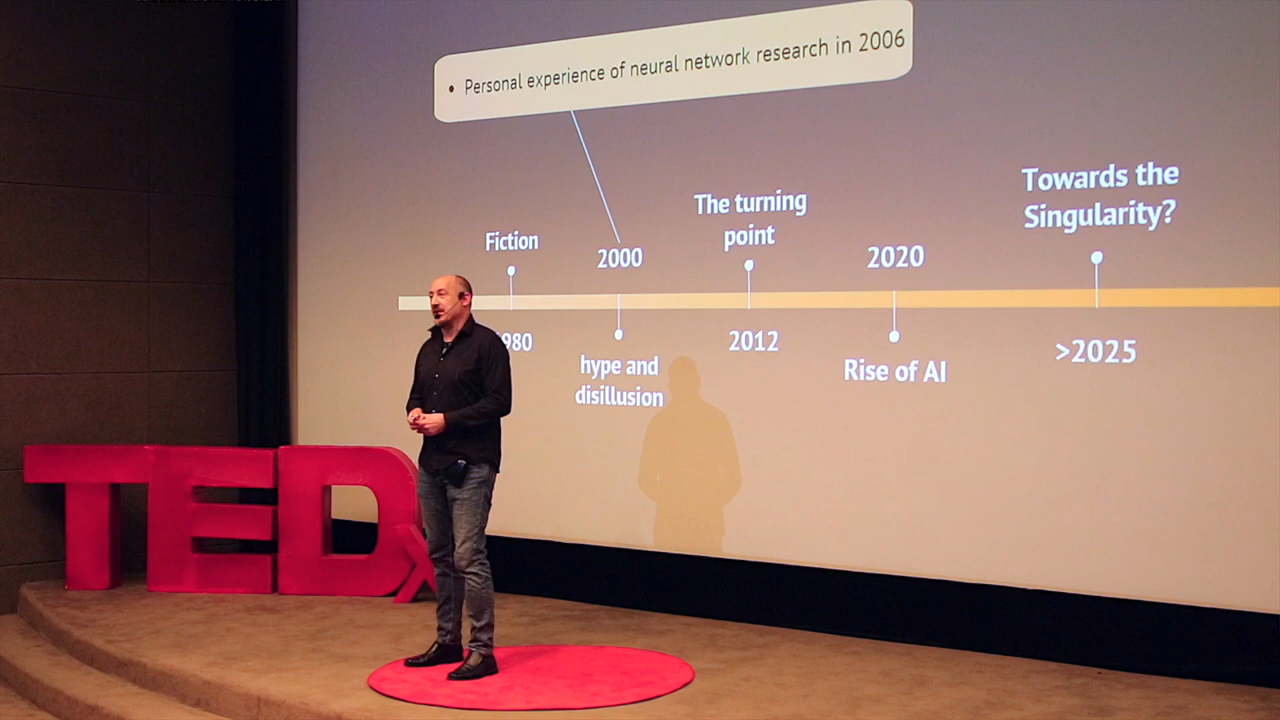 • Personal experience of neural network research in 2006
Fiction
2000
The turning
point
2020
Towards the
Singularity?
980
hype and
disillusion
2012
Rise of AI
>2025
TEDx